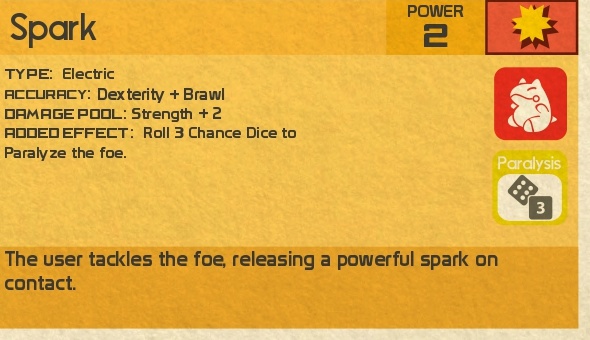 Spark
POWER
2
TYPE: Electric
ACCURACY: Dexterity + Brawl
DAMAGE POOL: Strength + 2
ADDED EFFECT: Roll 3 Chance Dice to
Paralyze the foe.
Paralysis
3
The user tackles the foe, releasing a powerful spark on
contact.